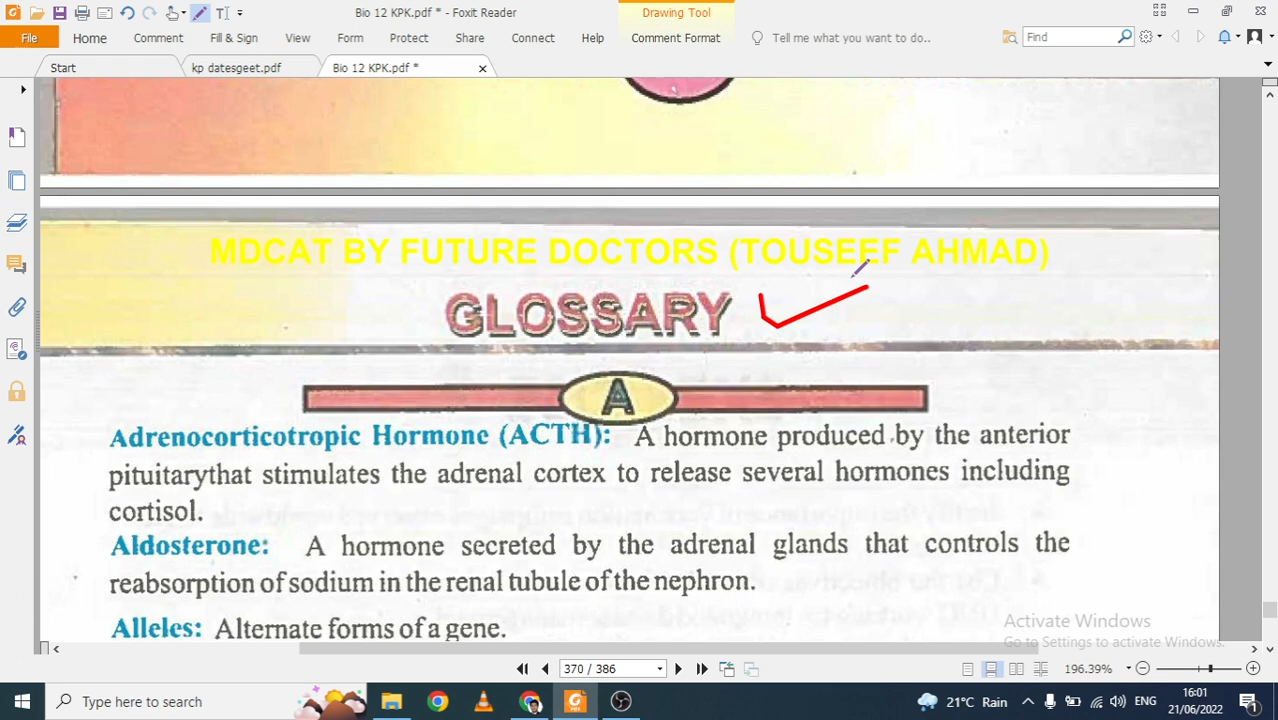 Bio 12 KPK.pdf * - Foxit Reader
Drawing Tool
File Home Comment Fill & Sign View Form Protect Share Connect Help Comment Format Tell me what you want to do.. Find
Start kp datesgeet.pdf Bio 12 KPK.pdf *
MDCAT BY FUTURE DOCTORS (TOUSEEF AHMAD)
GLOSSARY
A
Adrenocorticotropic Hormone (ACTH): A hormone produced by the anterior
pituitarythat stimulates the adrenal cortex to release several hormones including
cortisol.
Aldosterone: A hormone secreted by the adrenal glands that controls the
reabsorption of sodium in the renal tubule of the nephron.
Alleles: Alternate forms of a gene.
Activate Windows
Go to Settings to activate Windows.
370 / 386 196.39%
Type here to search 21°C Rain ENG 16:01
21/06/2022 1